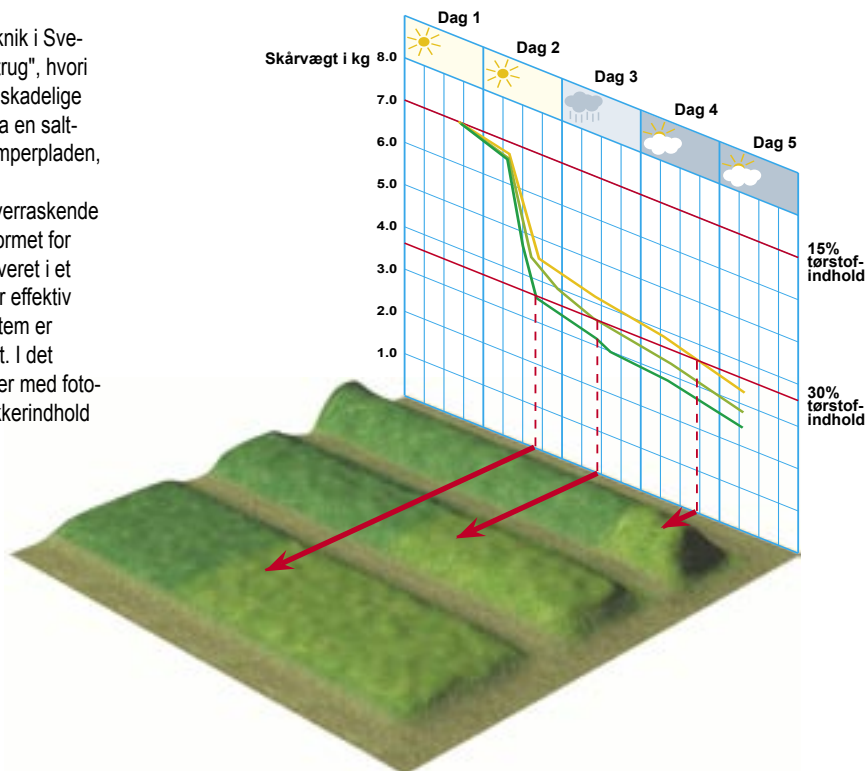 knik i Sve-
trug", hvori
skadelige
a en salt-
mperpladen,
verraskende
ormet for
veret i et
r effektiv
tem er
t. I det
er med foto-
kkerindhold
Dag 1
Dag 2
Dag 3
Dag 4
Dag 5
Skårvægt i kg
8.0
7.0
6.0
5.0
4.0
3.0
2.0
1.0
15%
tørstof-
indhold
30%
tørstof-
indhold